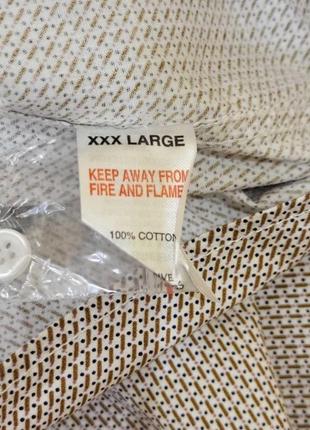 XXX LARGE
KEEP AWAY FROM
FIRE AND FLAME
100% COTTON